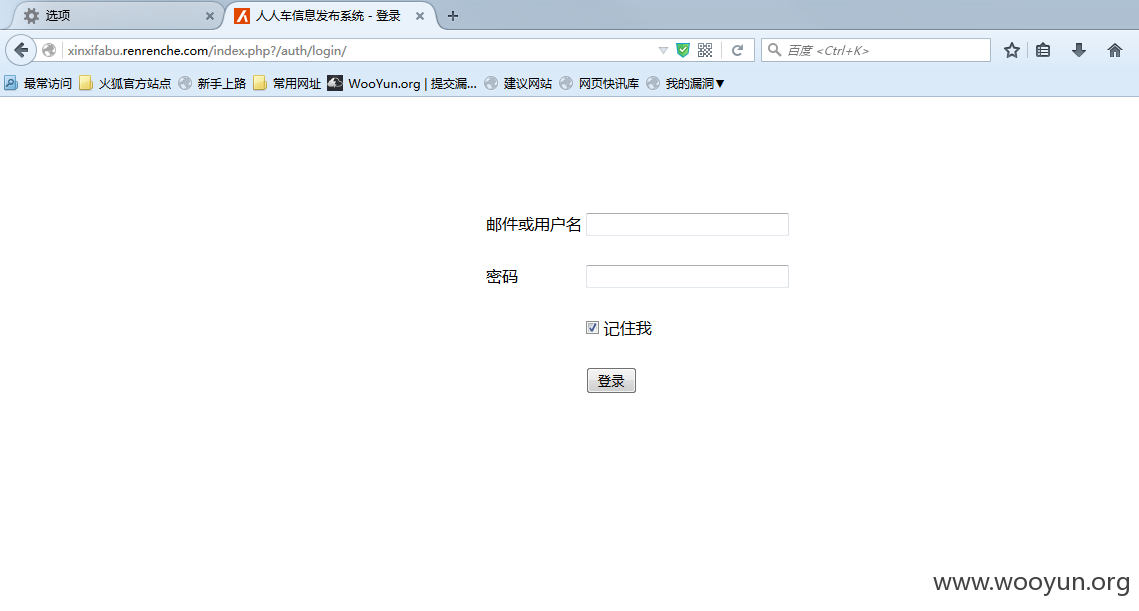 选项
人人车信息发布系统 - 登录
xinxifabu.renrenche.com/index.php?/auth/login/
百度 <Ctrl+K>
最常访问 火狐官方站点 新手上路 常用网址 WooYun.org | 提交漏... 建议网站 网页快讯库 我的漏洞▼
邮件或用户名
密码
记住我
登录
www.wooyun.org